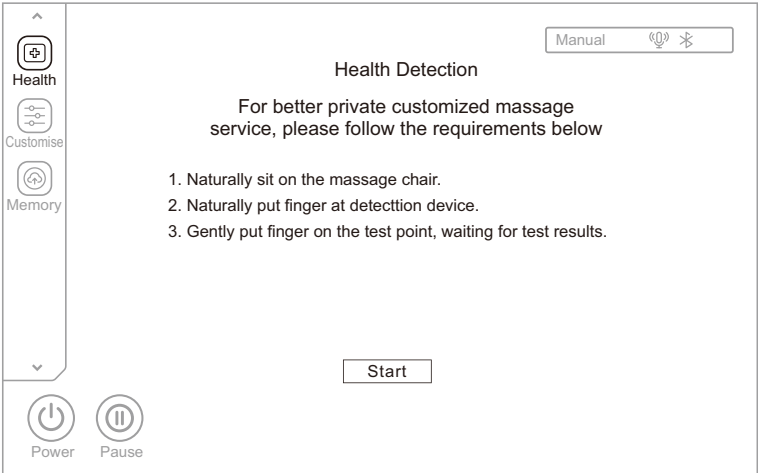 Manual
Health
Health Detection
For better private customized massage
service, please follow the requirements below
Customise
1. Naturally sit on the massage chair.
2. Naturally put finger at detecttion device.
Memory
3. Gently put finger on the test point, waiting for test results.
Start
Power
Pause